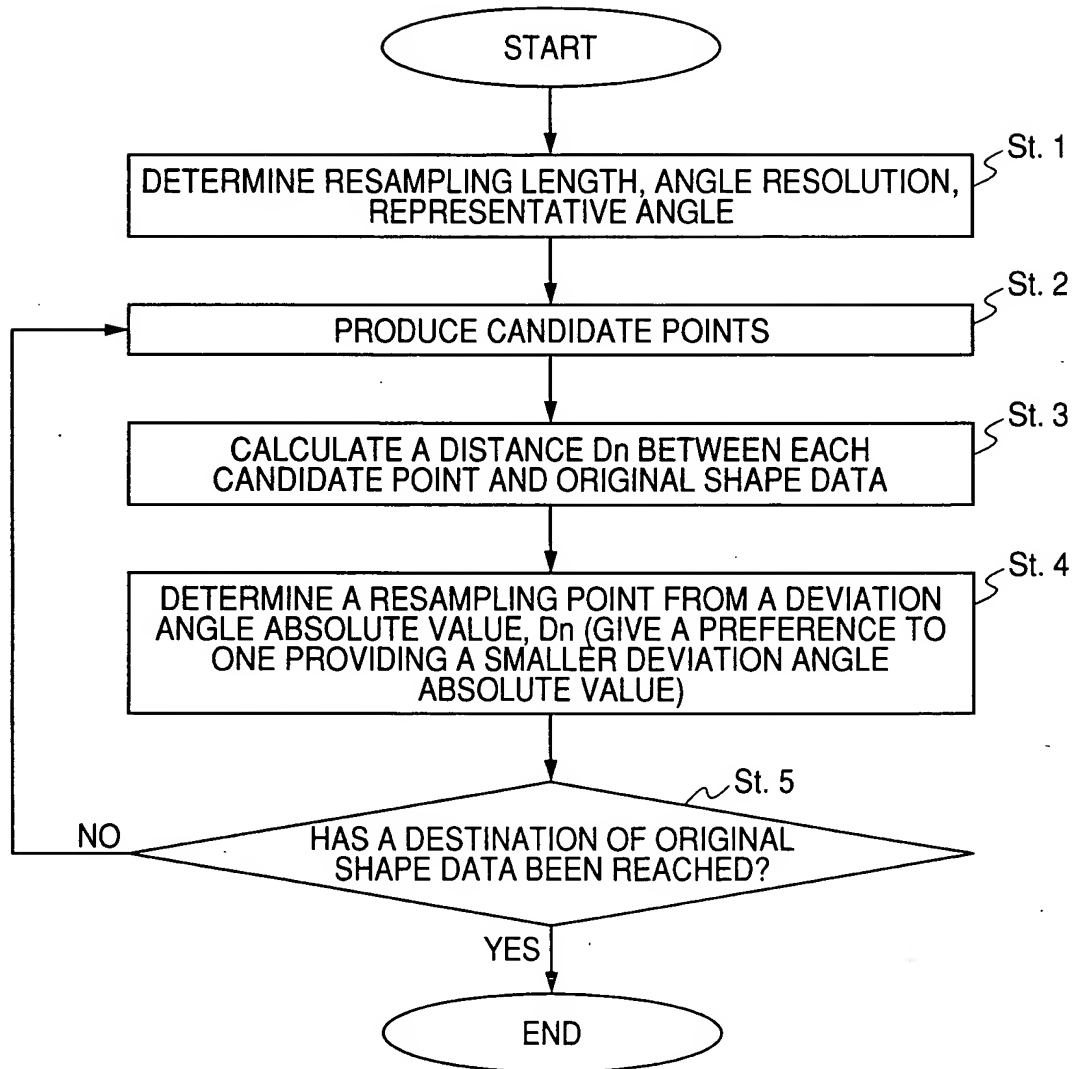 START
St. 1
DETERMINE RESAMPLING LENGTH, ANGLE RESOLUTION,
REPRESENTATIVE ANGLE
St. 2
PRODUCE CANDIDATE POINTS
St. 3
CALCULATE A DISTANCE Dn BETWEEN EACH
CANDIDATE POINT AND ORIGINAL SHAPE DATA
St. 4
DETERMINE A RESAMPLING POINT FROM A DEVIATION
ANGLE ABSOLUTE VALUE, Dn (GIVE A PREFERENCE TO
ONE PROVIDING A SMALLER DEVIATION ANGLE
ABSOLUTE VALUE)
St. 5
NO
HAS A DESTINATION OF ORIGINAL
SHAPE DATA BEEN REACHED?
YES
END